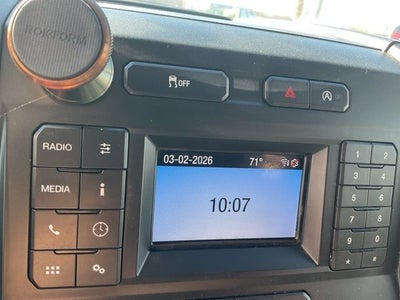 ROKFORM
OFF
RADIO
MEDIA
03-02-2026 71°
10:07
1 2
3 4
5 6
7 8
9 0
* #